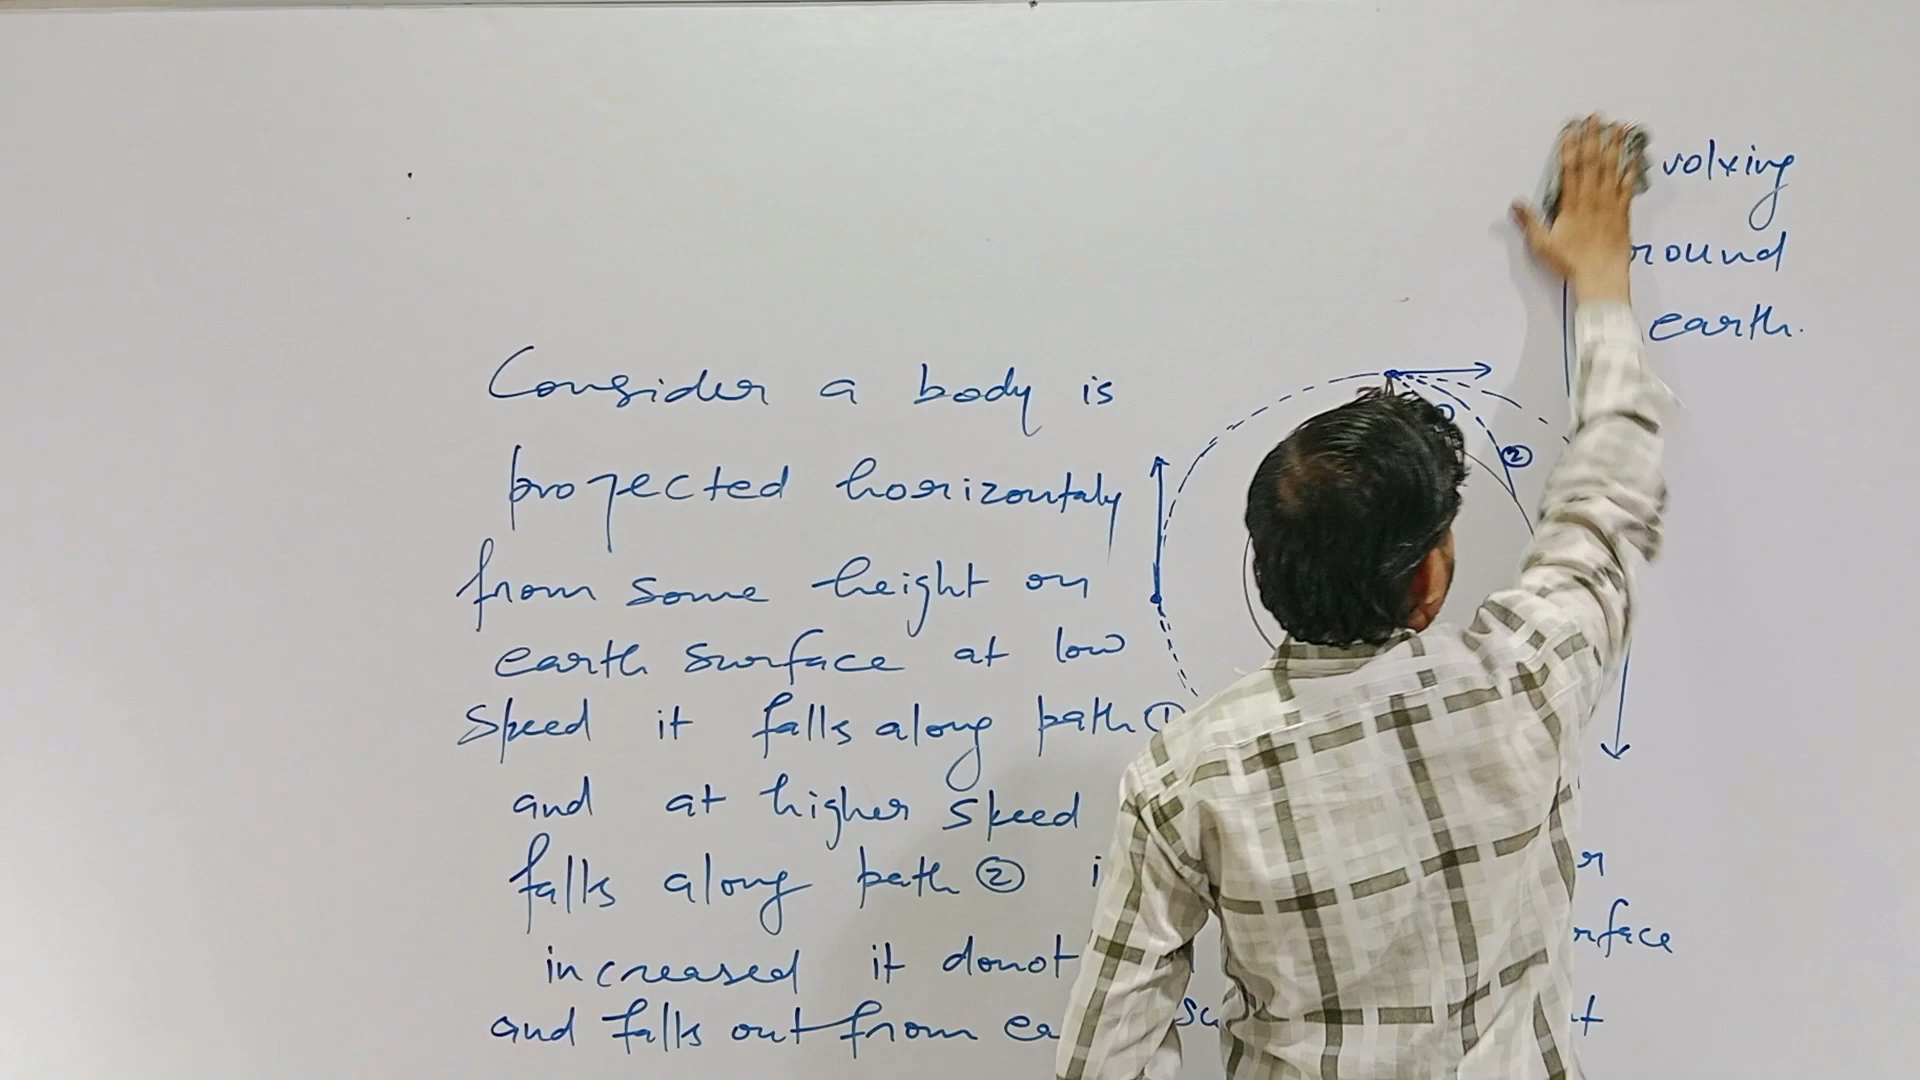 volving
round
earth.
Consider a body is
projected horizontaly
from some height on
earth surface at low
Speed it falls along path ①
and at higher speed
falls along path ②
increased it donot
and falls out from
②
rface